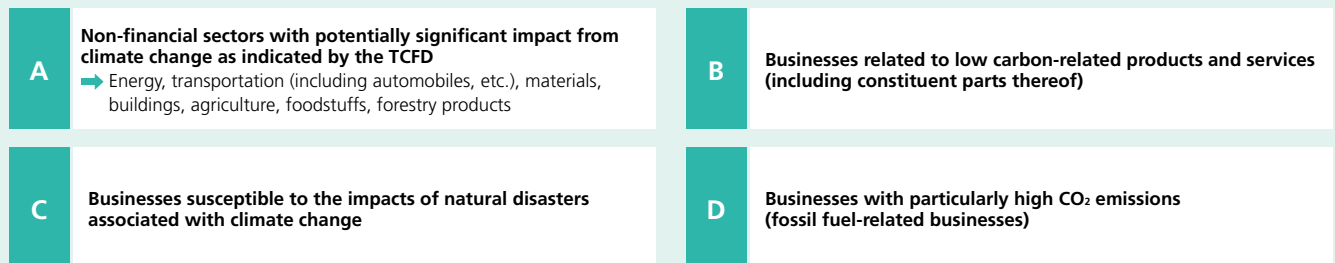 A
Non-financial sectors with potentially significant impact from
climate change as indicated by the TCFD
Energy, transportation (including automobiles, etc.), materials,
buildings, agriculture, foodstuffs, forestry products
B
Businesses related to low carbon-related products and services
(including constituent parts thereof)
C
Businesses susceptible to the impacts of natural disasters
associated with climate change
D
Businesses with particularly high CO₂ emissions
(fossil fuel-related businesses)